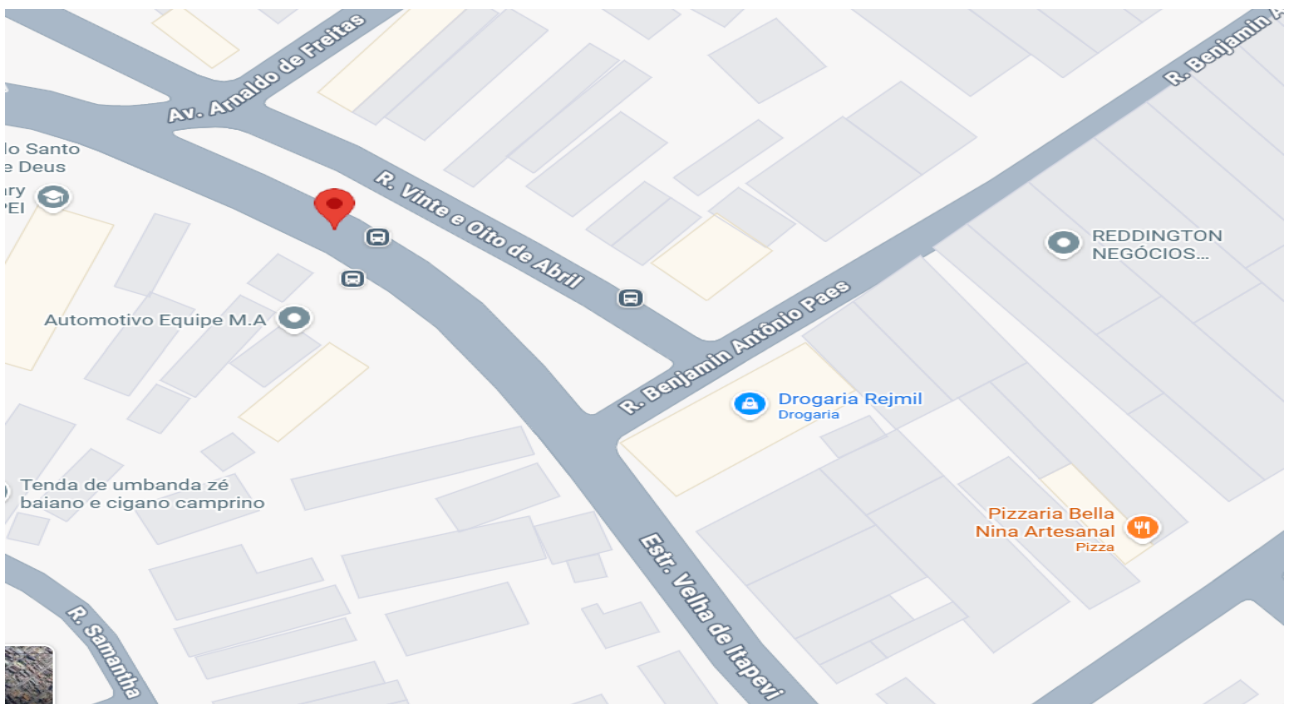 Av. Arnaldo de Freitas
R. Benjamin A
lo Santo
e Deus
ry
PEI
R. Vinte e Oito de Abril
REDDINGTON
NEGÓCIOS...
Automotivo Equipe M.A
R. Benjamin Antônio Paes
Drogaria Rejmil
Drogaria
Tenda de umbanda zé
baiano e cigano camprino
Pizzaria Bella
Nina Artesanal
Pizza
Estr. Velha de Itapevi
R. Samantha